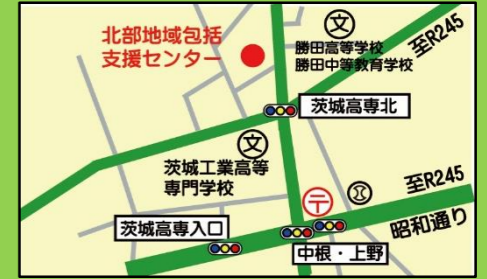 北部地域包括
支援センター
文
勝田高等学校
勝田中等教育学校
至R245
茨城高専北
文
茨城工業高等
専門学校
〒
至R245
昭和通り
茨城高専入口
中根・上野